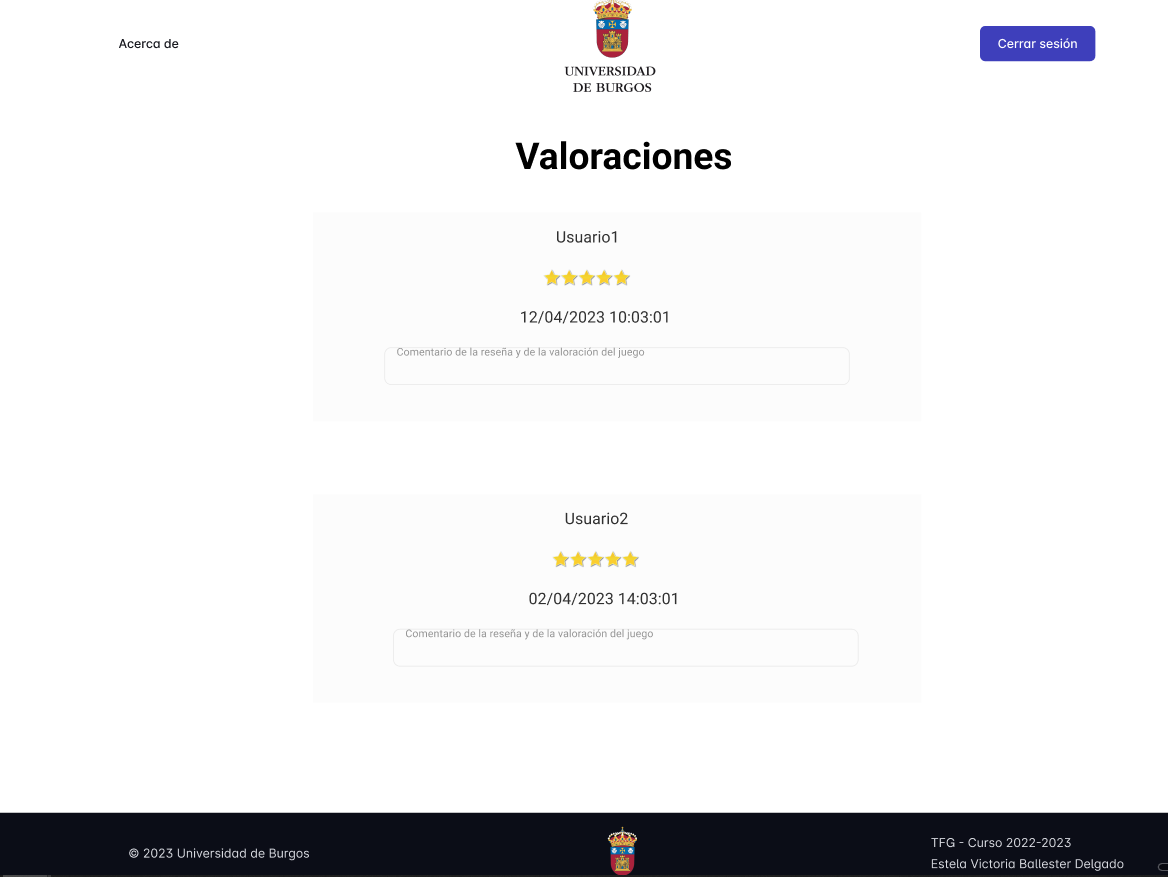 Acerca de
UNIVERSIDAD
DE BURGOS
Cerrar sesión
Valoraciones
Usuario1
12/04/2023 10:03:01
Comentario de la reseña y de la valoración del juego
Usuario2
02/04/2023 14:03:01
Comentario de la reseña y de la valoración del juego
© 2023 Universidad de Burgos
TFG - Curso 2022-2023
Estela Victoria Ballester Delgado